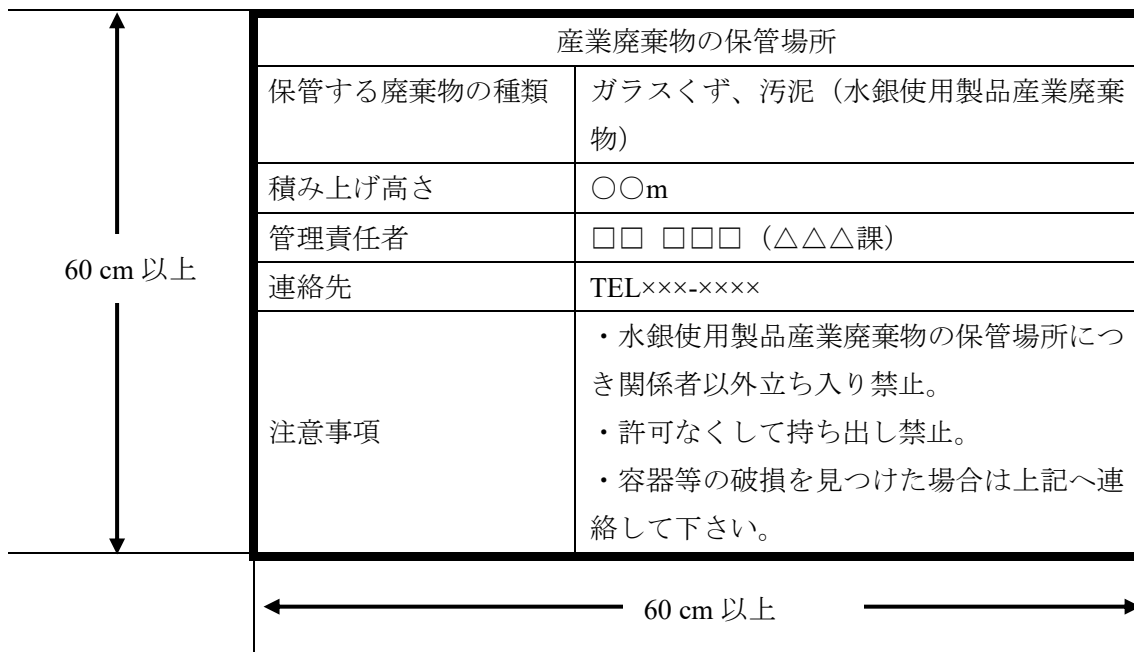 産業廃棄物の保管場所
保管する廃棄物の種類
ガラスくず、汚泥（水銀使用製品産業廃棄
物）
積み上げ高さ
○○m
管理責任者
□□ □□□（△△△課）
連絡先
TEL×××-××××
注意事項
・水銀使用製品産業廃棄物の保管場所につ
き関係者以外立ち入り禁止。
・許可なくして持ち出し禁止。
・容器等の破損を見つけた場合は上記へ連
絡して下さい。
60 cm 以上
60 cm 以上